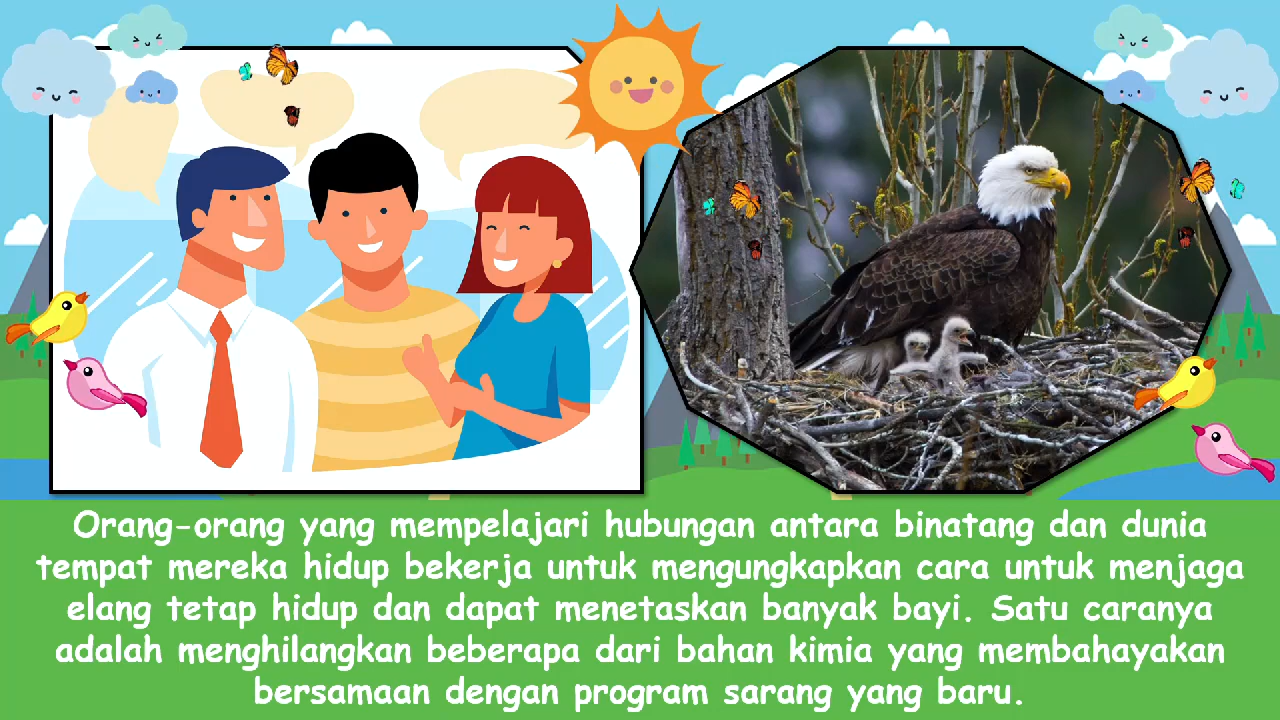 Orang-orang yang mempelajari hubungan antara binatang dan dunia
tempat mereka hidup bekerja untuk mengungkapkan cara untuk menjaga
elang tetap hidup dan dapat menetaskan banyak bayi. Satu caranya
adalah menghilangkan beberapa dari bahan kimia yang membahayakan
bersamaan dengan program sarang yang baru.